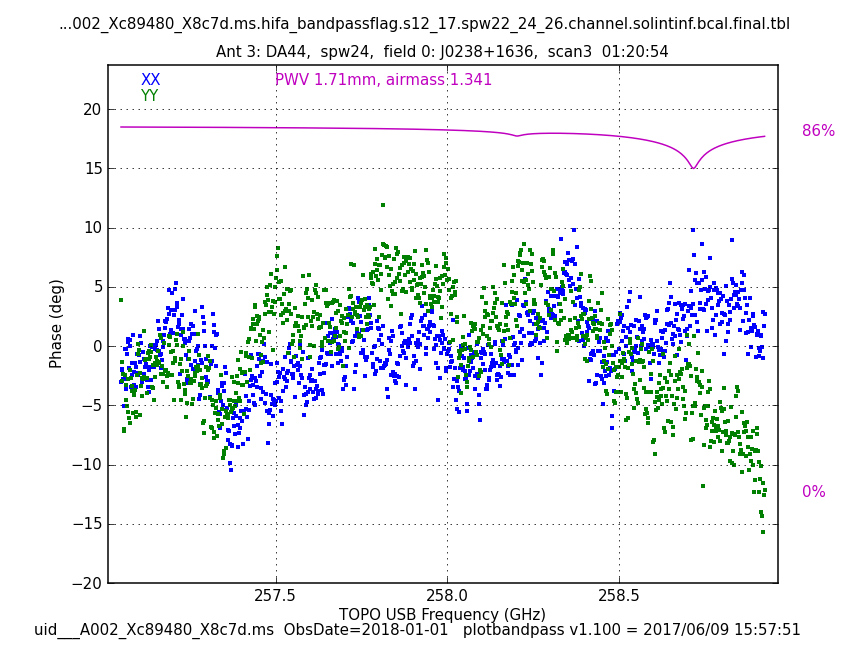 ...002_Xc89480_X8c7d.ms.hifa_bandpassflag.s12_17.spw22_24_26.channel.solintinf.bcal.final.tbl
Ant 3: DA44,  spw24,  field 0: J0238+1636,  scan3  01:20:54
XX
PWV 1.71mm, airmass 1.341
YY
20
86%
15
10
5
0
−5
−10
0%
−15
−20
Phase (deg)
257.5 258.0 258.5
TOPO USB Frequency (GHz)
uid___A002_Xc89480_X8c7d.ms  ObsDate=2018-01-01   plotbandpass v1.100 = 2017/06/09 15:57:51